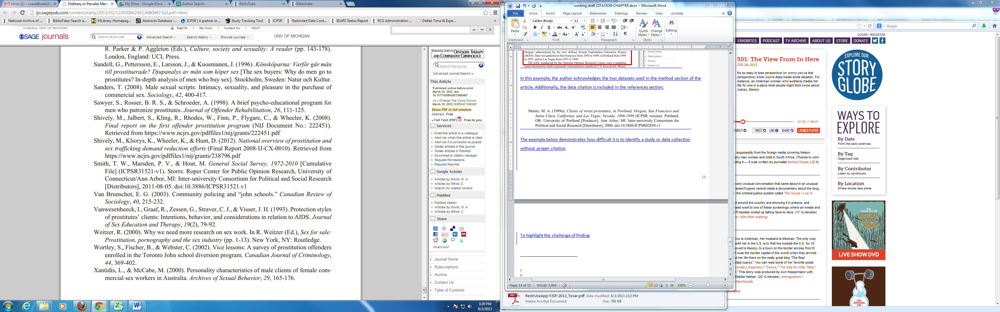 Inbox (1) - ccave@umich
Ordinary or Peculiar Men?
My Drive - Google Drive
Author Search
BiblioFake
BiblioFake
ijo.sagepub.com/content/early/2013/03/12/0306624X13480487.full.pdf+html
National Archive of ...
BiblioFake: Search a...
MLibrary Homepag...
Abstracts Database -...
ICPSR | A partner in ...
Study Tracking Tool
ICPSR
Restricted Data Cont...
IDARS Status Report
RCS Administration ...
Deltek Time & Expe...
Institution: UNIV OF MICHIGAN
Sign In | My Tools | Contact Us | HELP
SAGE journals
Search all journals
Advanced Search
Search History
Browse Journals
UNIV OF MICHIGAN
R. Parker & P. Aggleton (Eds.), Culture, society and sexuality: A reader (pp. 143-178).
London, England: UCL Press.
Sandell, G., Pettersson, E., Larsson, J., & Kuosmanen, J. (1996). Könsköparna: Varför går män
till prostituerade? Djupanalys av män som köper sex [The sex buyers: Why do men go to
prostitutes? In-depth analysis of men who buy sex]. Stockholm, Sweden: Natur och Kultur.
Sanders, T. (2008). Male sexual scripts: Intimacy, sexuality, and pleasure in the purchase of
commercial sex. Sociology, 42, 400-417.
Sawyer, S., Rosser, B. R. S., & Schroeder, A. (1998). A brief psycho-educational program for
men who patronize prostitutes. Journal of Offender Rehabilitation, 26, 111-125.
Shively, M., Jalbert, S., Kling, R., Rhodes, W., Finn, P., Flygare, C., & Wheeler, K. (2008).
Final report on the first offender prostitution program (NIJ Document No.: 222451).
Retrieved from https://www.ncjrs.gov/pdffiles1/nij/grants/222451.pdf
Shively, M., Kliorys, K., Wheeler, K., & Hunt, D. (2012). National overview of prostitution and
sex trafficking demand reduction efforts (Final Report 2008-IJ-CX-0010). Retrieved from
https://www.ncjrs.gov/pdffiles1/nij/grants/238796.pdf
Smith, T. W., Marsden, P. V., & Hout, M. General Social Survey, 1972-2010 [Cumulative
File] (ICPSR31521-v1). Storrs: Roper Center for Public Opinion Research, University of
Connecticut/Ann Arbor, MI: Inter-university Consortium for Political and Social Research
[Distributors], 2011-08-05. doi:10.3886/ICPSR31521.v1
Van Brunschot, E. G. (2003). Community policing and “john schools.” Canadian Review of
Sociology, 40, 215-232.
Vanwesenbeeck, I., Graaf, R., Zessen, G., Straver, C. J., & Visser, J. H. (1993). Protection styles
of prostitutes’ clients: Intentions, behavior, and considerations in relation to AIDS. Journal
of Sex Education and Therapy, 19(2), 79-92.
Weitzer, R. (2000). Why we need more research on sex work. In R. Weitzer (Ed.), Sex for sale:
Prostitution, pornography and the sex industry (pp. 1-13). New York, NY: Routledge.
Wortley, S., Fischer, B., & Webster, C. (2002). Vice lessons: A survey of prostitution offenders
enrolled in the Toronto John school diversion program. Canadian Journal of Criminology,
44, 369-402.
Xantidis, L., & McCabe, M. (2000). Personality characteristics of male clients of female com-
mercial sex workers in Australia. Archives of Sexual Behavior, 29, 165-176.
INTERNATIONAL JOURNAL OF OFFENDER THERAPY
AND COMPARATIVE CRIMINOLOGY
Search this journal
Advanced Journal Search »
This Article
Published online before print
March 22, 2013, doi:
10.1177/0306624X13480487
Int J Offender Ther Comp Criminol
March 22, 2013 0306624X13480487
Show PDF in full window
Abstract Free
» Full Text (PDF) Free to you
Services
Email this article to a colleague
Alert me when this article is cited
Alert me if a correction is posted
Similar articles in this journal
Similar articles in PubMed
Download to citation manager
Request Permissions
Request Reprints
Google Scholar
Articles by Monto, M. A.
Articles by Milrod, C.
Search for related content
PubMed
PubMed citation
Articles by Monto, M. A.
Articles by Milrod, C.
Share
What's this?
Journal Home
Subscriptions
Archive
Contact Us
Table of Contents
3:29 PM
8/2/2013
working draft CITATION CHAPTER.docx - Microsoft Word
File Home Insert Page Layout References Mailings Review View Acrobat
Calibri (Body) 12
Paste
Quick Styles
Change Styles
Editing
Clipboard Font Paragraph Styles
Oregon, administered by the now defunct Sexual Exploitation Education Project
(SEEP). Data was gathered in San Francisco from 1995 to 1999, in Portland from 1995
to 1997, and in Las Vegas from 1997 to 1999.
The GSS, conducted by the National Opinion Research Center, uses a sampling
frame designed to yield a nationally representative sample of U.S. households. Hence,
Journal Home
Subscriptions
Archive
Contact Us
In this example, the author acknowledges the two datasets used in the method section of the
article. Additionally, the data citation is included in the references section.
Monto, M. A. (1999a). Clients of street prostitutes, in Portland, Oregon, San Francisco and
Santa Clara, California, and Las Vegas, Nevada, 1996-1999 (ICPSR version). Portland,
OR: University of Portland [Producer], Ann Arbor, MI: Inter-university Consortium for
Political and Social Research [Distributor], 2000. doi:10.3886/ICPSR02859.v1
The example below demonstrates how difficult it is to identify a study or data collection
without proper citation
14
To highlight the challenge of finding
Page: 14 of 15 Words: 3,004 100%
RestrUseApp-FJSP-2013_Tesar.pdf Date modified: 8/2/2013 2:13 PM
Adobe Acrobat Document Size: 792 KB
Google
LOGIN / REGISTER
FAVORITES PODCAST TV ARCHIVE ABOUT US STORE DONATE
501: The View From In Here
JUL 26, 2013
It's so easy to lose perspective (or worry you've lost
perspective) when you're deep inside some situation. For
instance, an American woman who suddenly trades her
life for one in a place most people might think twice about:
Juarez, Mexico.
37:30 / 66:47
TWEET LIKE SHARE LAUNCH PLAYER
supposedly from the foreign media covering Nelson
ery man woman and child in South Africa. (Thanks to John
ding it — it was written by journalist Richard Poplak.) (3 ½
very unusual conversation that came about in an unusual
amed Eugene Jarecki made a documentary about the drug
the criminal justice system called The House I Live In.
it around the country and showing it in prisons, and
eed went to one of these screenings where an inmate and
ff member ended up talking face-to-face. (17 ½ minutes)
e • film/film making
ruz is American. Her husband is Mexican. The only way
with her in the U.S. is to first live outside the U.S. for 10
oved to Mexico, to a town on the border across from El
t was the murder capital of the world when they arrived.
ut her life there on the really great blog "The Real
dad Juarez." You can read some of her favorite posts
condary Inspection," "Sexico," "Too Sad for Witty Titles,"
." This story was produced by Ann Heppermann with
Debbie Nathan. (22 ½ minutes) immigration •
hborhoods
ermann
EXPLORE OUR
STORY
GLOBE
WAYS TO
EXPLORE
By Date
From the radio archives
By Tag
Organized lists
By Contributor
Listen by contributor
By Location
Where stories take place
THIS AMERICAN LIFE
RETURN
TO THE
SCENE
OF THE
CRIME
LIVE SHOW DVD
THIS
AMERICAN
LIFE